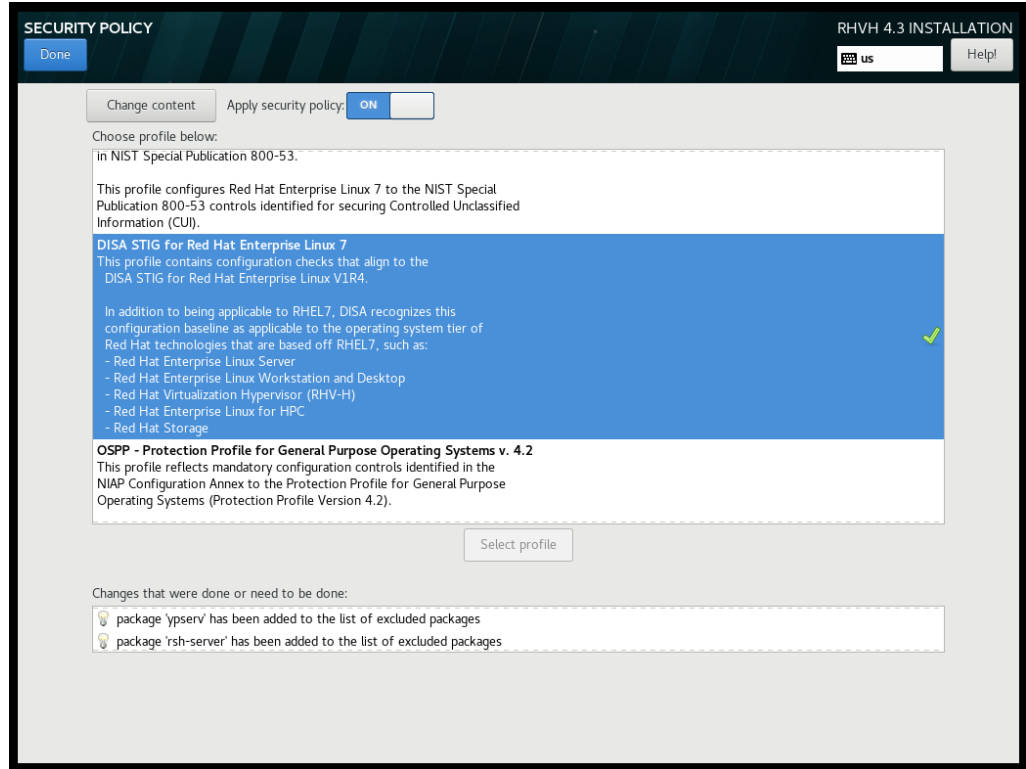 SECURITY POLICY
RHVH 4.3 INSTALLATION
Done
us
Help!
Change content
Apply security policy:
ON
Choose profile below:
in NIST Special Publication 800-53.
This profile configures Red Hat Enterprise Linux 7 to the NIST Special
Publication 800-53 controls identified for securing Controlled Unclassified
Information (CUI).
DISA STIG for Red Hat Enterprise Linux 7
This profile contains configuration checks that align to the
DISA STIG for Red Hat Enterprise Linux V1R4.
In addition to being applicable to RHEL7, DISA recognizes this
configuration baseline as applicable to the operating system tier of
Red Hat technologies that are based off RHEL7, such as:
- Red Hat Enterprise Linux Server
- Red Hat Enterprise Linux Workstation and Desktop
- Red Hat Virtualization Hypervisor (RHV-H)
- Red Hat Enterprise Linux for HPC
- Red Hat Storage
OSPP - Protection Profile for General Purpose Operating Systems v. 4.2
This profile reflects mandatory configuration controls identified in the
NIAP Configuration Annex to the Protection Profile for General Purpose
Operating Systems (Protection Profile Version 4.2).
Select profile
Changes that were done or need to be done:
package 'ypserv' has been added to the list of excluded packages
package 'rsh-server' has been added to the list of excluded packages